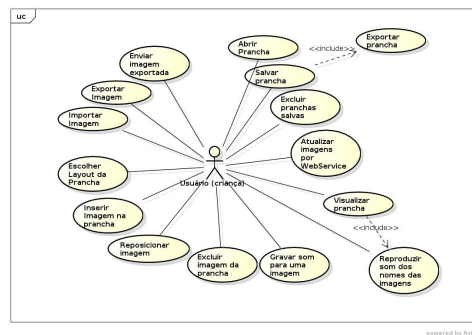 uc
Abrir
Prancha
<<include>>
Exportar
prancha
Enviar
imagem
exportada
Salvar
prancha
Exportar
Imagem
Excluir
pranchas
salvas
Importar
Imagem
Atualizar
imagens
por
WebService
Escolher
Layout da
Prancha
Usuário (criança)
Visualizar
prancha
Inserir
Imagem na
prancha
<<include>>
Reposicionar
imagem
Excluir
imagem da
prancha
Gravar som
para uma
imagem
Reproduzir
som dos
nomes das
imagens
powered by Ast